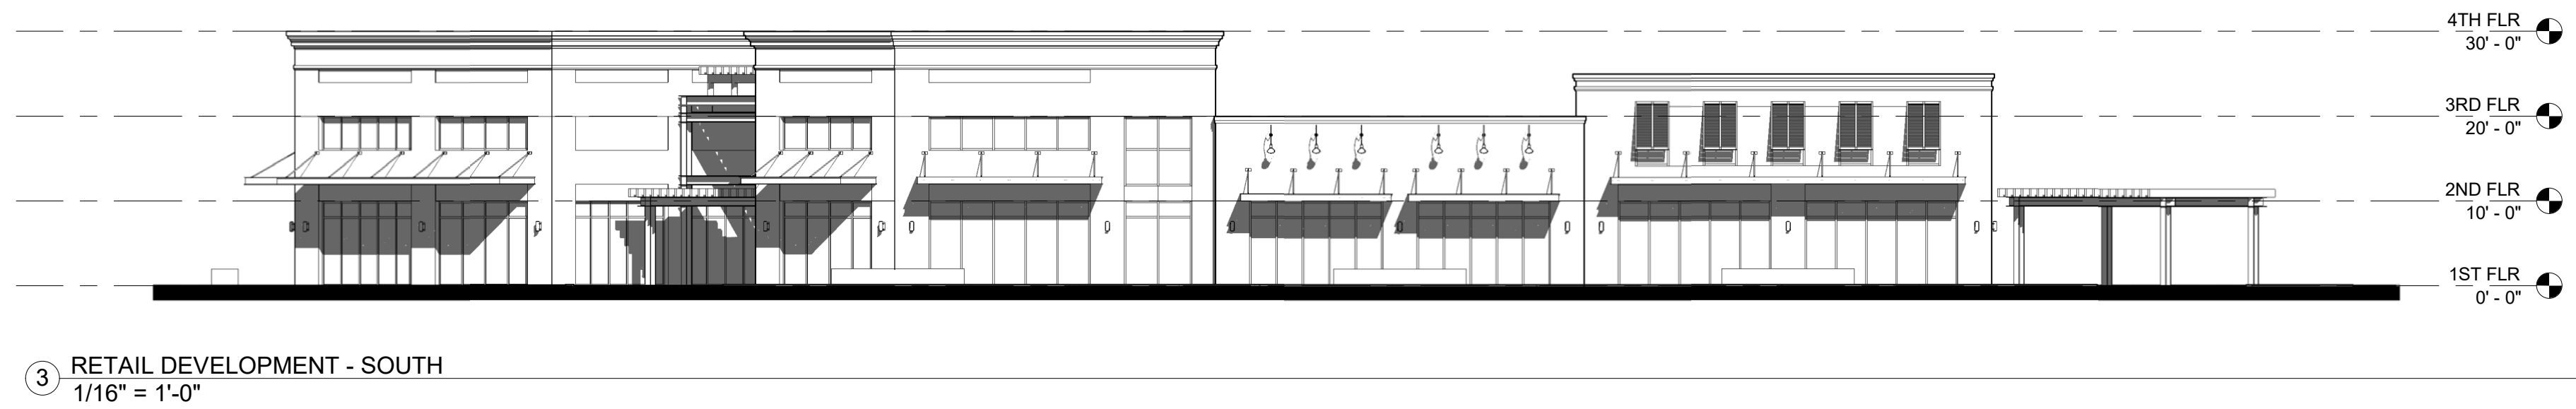 4TH FLR
30' - 0"
3RD FLR
20' - 0"
2ND FLR
10' - 0"
1ST FLR
0' - 0"
3 RETAIL DEVELOPMENT - SOUTH
1/16" = 1'-0"